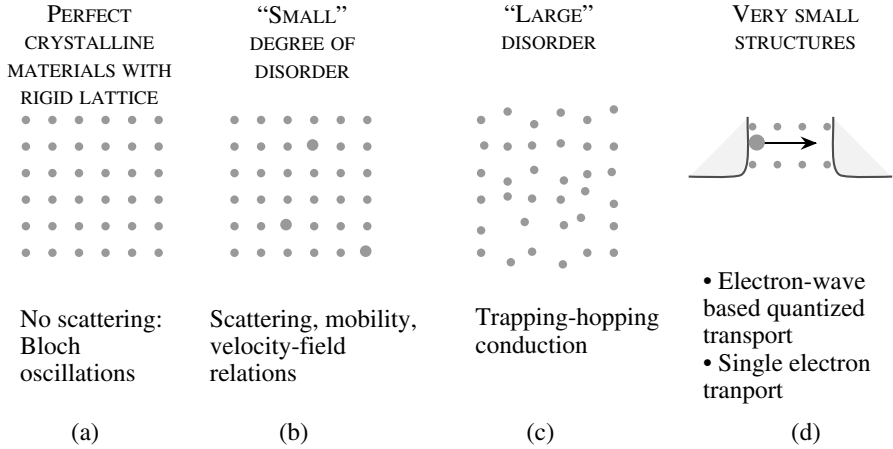 PERFECT
CRYSTALLINE
MATERIALS WITH
RIGID LATTICE
“SMALL”
DEGREE OF
DISORDER
“LARGE”
DISORDER
VERY SMALL
STRUCTURES
No scattering:
Bloch
oscillations
Scattering, mobility,
velocity-field
relations
Trapping-hopping
conduction
• Electron-wave
based quantized
transport
• Single electron
tranport
(a)
(b)
(c)
(d)